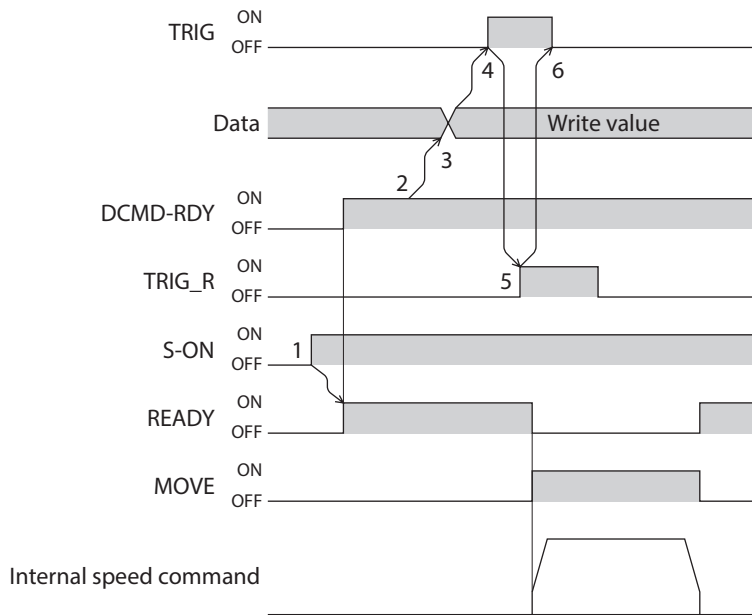 ON
TRIG
OFF
4
6
Data
Write value
3
2
ON
DCMD-RDY
OFF
ON
TRIG_R
5
OFF
ON
S-ON
1
OFF
ON
READY
OFF
ON
MOVE
OFF
Internal speed command